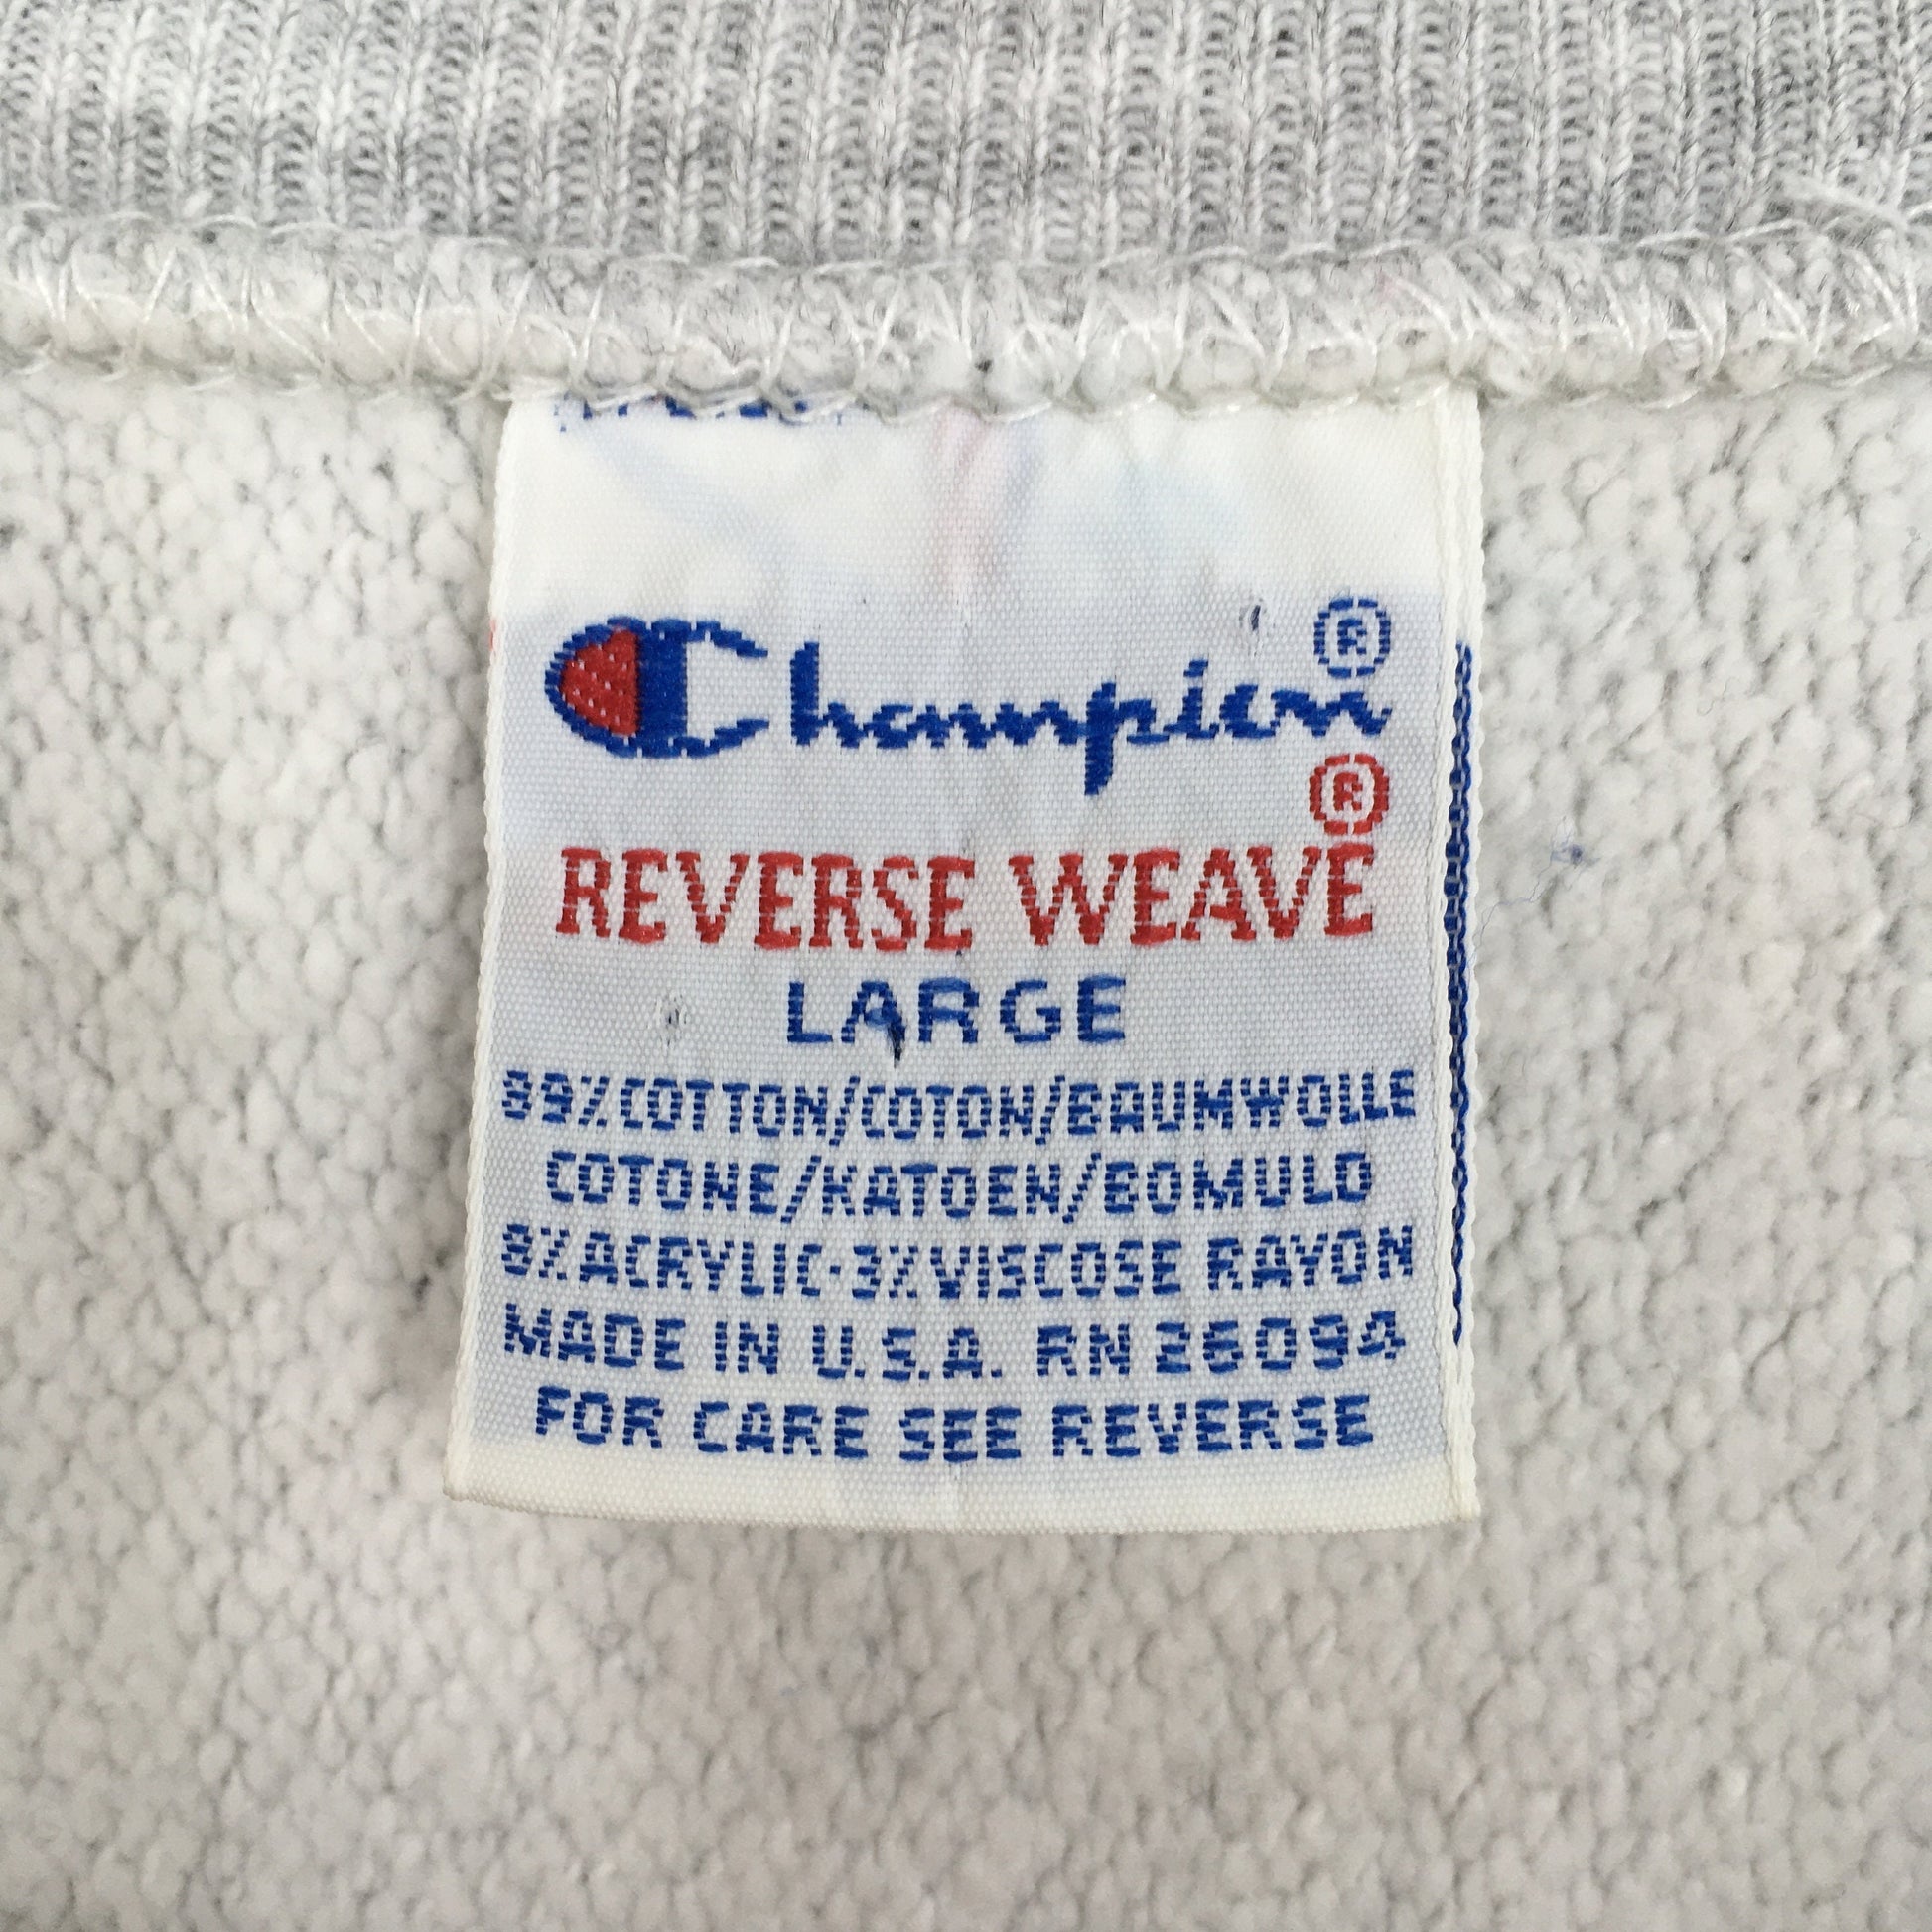 Champion®
®
REVERSE WEAVE
LARGE
89%COTTON/COTON/BAUMWOLLE
COTONE/KATOEN/BOMULD
8%ACRYLIC-3%VISCOSE RAYON
MADE IN U.S.A. RN 26094
FOR CARE SEE REVERSE